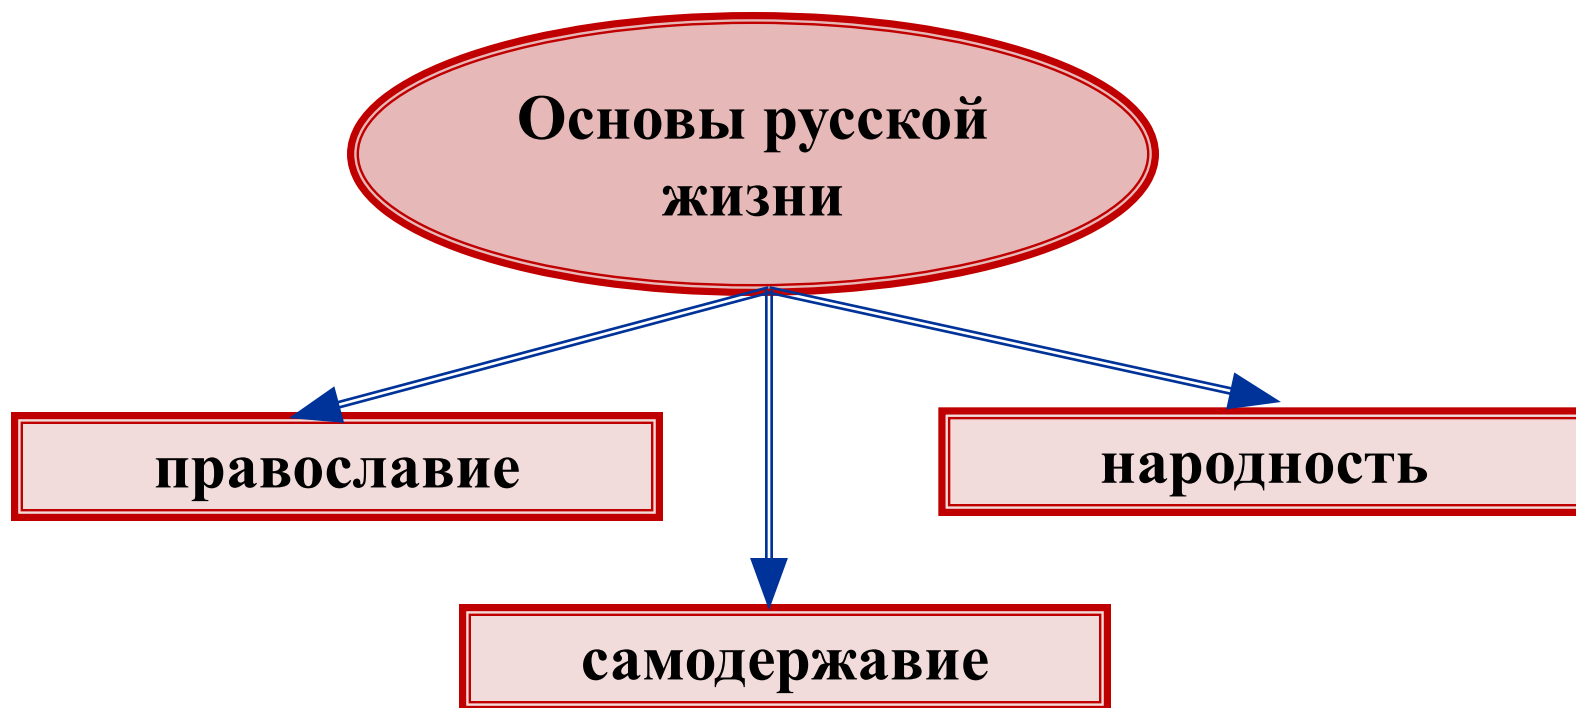 Основы русской
жизни
православие
народность
самодержавие